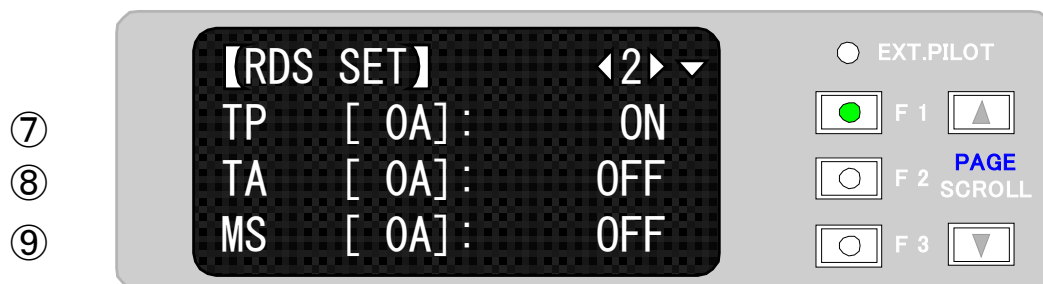 【RDS SET】 ◀2▶ ▼
⑦ TP [ 0A]: ON
⑧ TA [ 0A]: OFF
⑨ MS [ 0A]: OFF
EXT.PILOT
F 1
F 2
PAGE
SCROLL
F 3